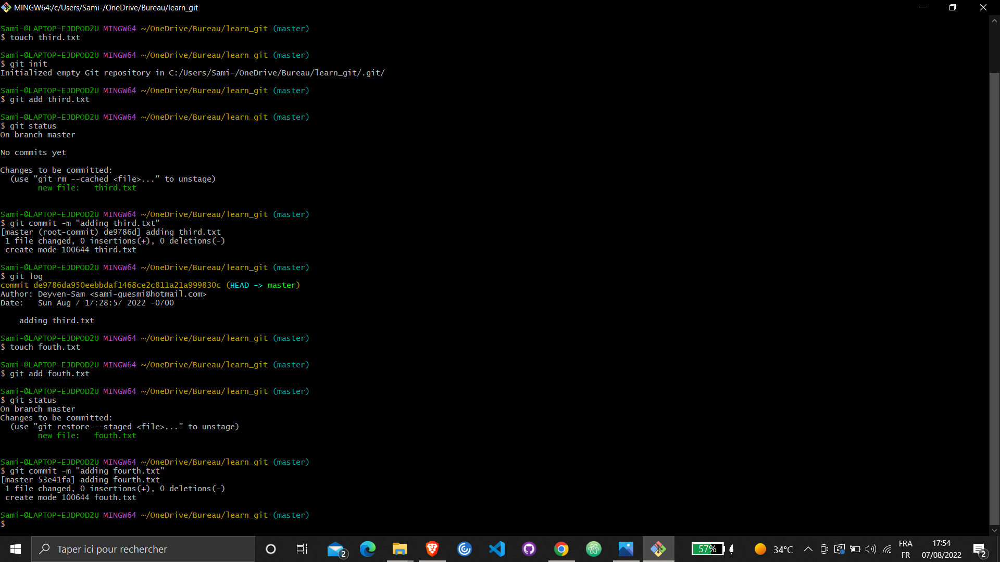 MINGW64:/c/Users/Sami-/OneDrive/Bureau/learn_git
Sami-@LAPTOP-EJDPOD2U MINGW64 ~/OneDrive/Bureau/learn_git (master)
$ touch third.txt
Sami-@LAPTOP-EJDPOD2U MINGW64 ~/OneDrive/Bureau/learn_git (master)
$ git init
Initialized empty Git repository in C:/Users/Sami-/OneDrive/Bureau/learn_git/.git/
Sami-@LAPTOP-EJDPOD2U MINGW64 ~/OneDrive/Bureau/learn_git (master)
$ git add third.txt
Sami-@LAPTOP-EJDPOD2U MINGW64 ~/OneDrive/Bureau/learn_git (master)
$ git status
On branch master
No commits yet
Changes to be committed:
  (use "git rm --cached <file>..." to unstage)
        new file:   third.txt
Sami-@LAPTOP-EJDPOD2U MINGW64 ~/OneDrive/Bureau/learn_git (master)
$ git commit -m "adding third.txt"
[master (root-commit) de9786d] adding third.txt
 1 file changed, 0 insertions(+), 0 deletions(-)
 create mode 100644 third.txt
Sami-@LAPTOP-EJDPOD2U MINGW64 ~/OneDrive/Bureau/learn_git (master)
$ git log
commit de9786da950eebbdaf1468ce2c811a21a999830c (HEAD -> master)
Author: Deyven-Sam <sami-guesmi@hotmail.com>
Date:   Sun Aug 7 17:28:57 2022 -0700
    adding third.txt
Sami-@LAPTOP-EJDPOD2U MINGW64 ~/OneDrive/Bureau/learn_git (master)
$ touch fouth.txt
Sami-@LAPTOP-EJDPOD2U MINGW64 ~/OneDrive/Bureau/learn_git (master)
$ git add fouth.txt
Sami-@LAPTOP-EJDPOD2U MINGW64 ~/OneDrive/Bureau/learn_git (master)
$ git status
On branch master
Changes to be committed:
  (use "git restore --staged <file>..." to unstage)
        new file:   fouth.txt
Sami-@LAPTOP-EJDPOD2U MINGW64 ~/OneDrive/Bureau/learn_git (master)
$ git commit -m "adding fourth.txt"
[master 53e41fa] adding fourth.txt
 1 file changed, 0 insertions(+), 0 deletions(-)
 create mode 100644 fouth.txt
Sami-@LAPTOP-EJDPOD2U MINGW64 ~/OneDrive/Bureau/learn_git (master)
$
Taper ici pour rechercher
2
57%
34°C
FRA
FR
17:54
07/08/2022
2